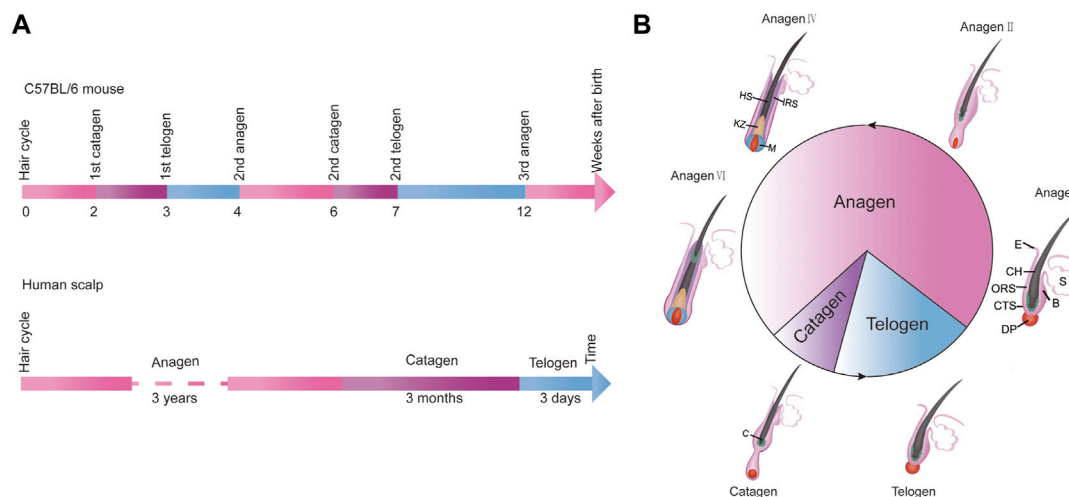 A
C57BL/6 mouse
Hair cycle
1st catagen
1st telogen
2nd anagen
2nd catagen
2nd telogen
3rd anagen
Weeks after birth
0 2 3 4 6 7 12
Human scalp
Hair cycle
Anagen
Catagen
Telogen
Time
3 years
3 months
3 days
B
Anagen Ⅳ
Anagen Ⅱ
HS
IRS
KZ
M
Anagen Ⅵ
Anagen
Anage
E
CH
S
ORS
B
CTS
DP
Catagen
Telogen
C
Catagen
Telogen